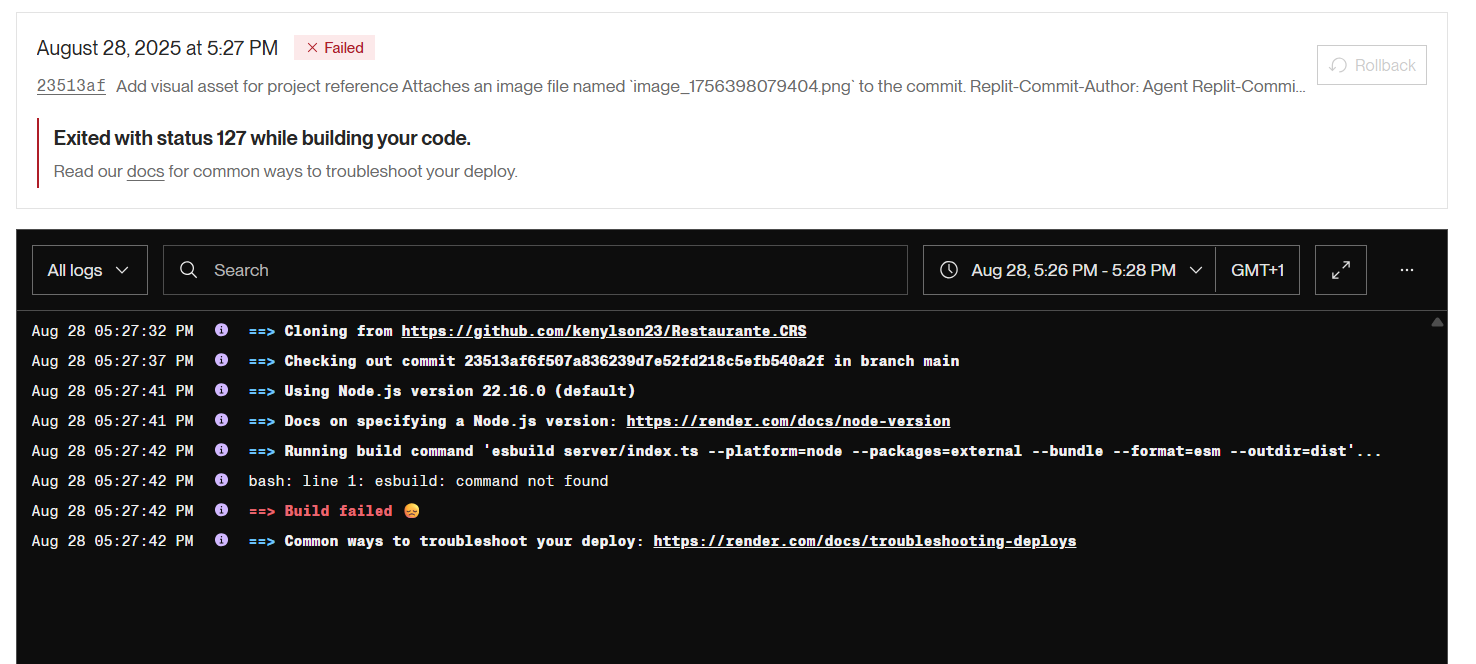 August 28, 2025 at 5:27 PM Failed
23513af Add visual asset for project reference Attaches an image file named `image_1756398079404.png` to the commit. Replit-Commit-Author: Agent Replit-Commi...
Rollback
Exited with status 127 while building your code.
Read our docs for common ways to troubleshoot your deploy.
All logs Search Aug 28, 5:26 PM - 5:28 PM GMT+1 ...
Aug 28 05:27:32 PM ==> Cloning from https://github.com/kenylson23/Restaurante.CRS
Aug 28 05:27:37 PM ==> Checking out commit 23513af6f507a836239d7e52fd218c5efb540a2f in branch main
Aug 28 05:27:41 PM ==> Using Node.js version 22.16.0 (default)
Aug 28 05:27:41 PM ==> Docs on specifying a Node.js version: https://render.com/docs/node-version
Aug 28 05:27:42 PM ==> Running build command 'esbuild server/index.ts --platform=node --packages=external --bundle --format=esm --outdir=dist'...
Aug 28 05:27:42 PM bash: line 1: esbuild: command not found
Aug 28 05:27:42 PM ==> Build failed 😞
Aug 28 05:27:42 PM ==> Common ways to troubleshoot your deploy: https://render.com/docs/troubleshooting-deploys